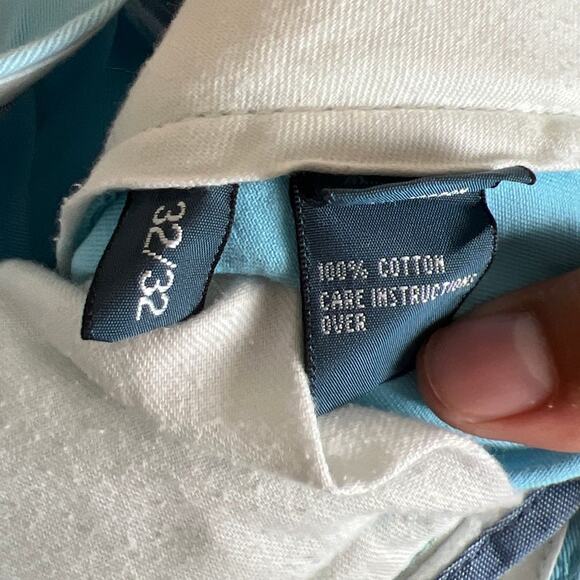 32/32
100% COTTON
CARE INSTRUCTIONS
OVER